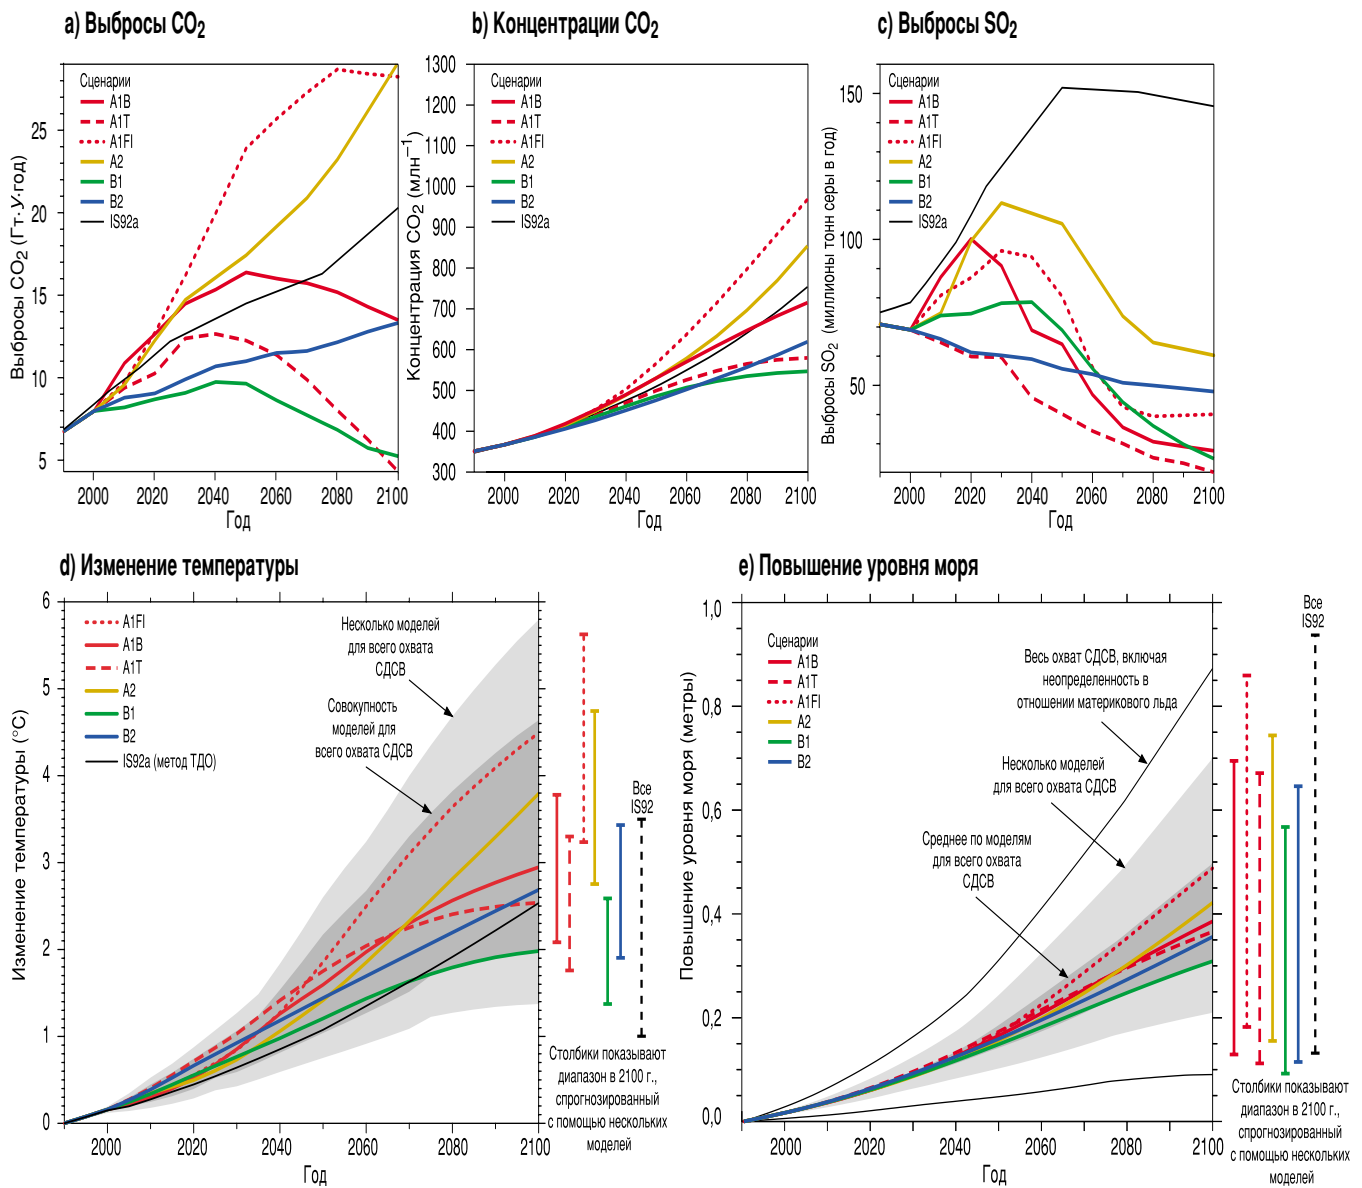 a) Выбросы CO2
Выбросы CO2 (Гт·У·год)
25
20
15
10
5
Сценарии
A1B
A1T
A1FI
A2
B1
B2
IS92a
2000 2020 2040 2060 2080 2100
Год
b) Концентрации CO2
Концентрация CO2 (млн–1)
1300
1200
1100
1000
900
800
700
600
500
400
300
Сценарии
A1B
A1T
A1FI
A2
B1
B2
IS92a
2000 2020 2040 2060 2080 2100
Год
c) Выбросы SO2
Выбросы SO2 (миллионы тонн серы в год)
150
100
50
Сценарии
A1B
A1T
A1FI
A2
B1
B2
IS92a
2000 2020 2040 2060 2080 2100
Год
d) Изменение температуры
Изменение температуры (°C)
6
5
4
3
2
1
0
A1FI
A1B
A1T
A2
B1
B2
IS92a (метод ТДО)
Несколько моделей
для всего охвата
СДСВ
Совокупность
моделей для
всего охвата СДСВ
Все
IS92
Столбики показывают
диапазон в 2100 г.,
спрогнозированный
с помощью нескольких
моделей
2000 2020 2040 2060 2080 2100
Год
e) Повышение уровня моря
Повышение уровня моря (метры)
1,0
0,8
0,6
0,4
0,2
0,0
Сценарии
A1B
A1T
A1FI
A2
B1
B2
Весь охват СДСВ, включая
неопределенность в
отношении материкового льда
Несколько моделей
для всего охвата СДСВ
Среднее по моделям
для всего охвата
СДСВ
Все
IS92
Столбики показывают
диапазон в 2100 г.,
спрогнозированный
с помощью нескольких
моделей
2000 2020 2040 2060 2080 2100
Год